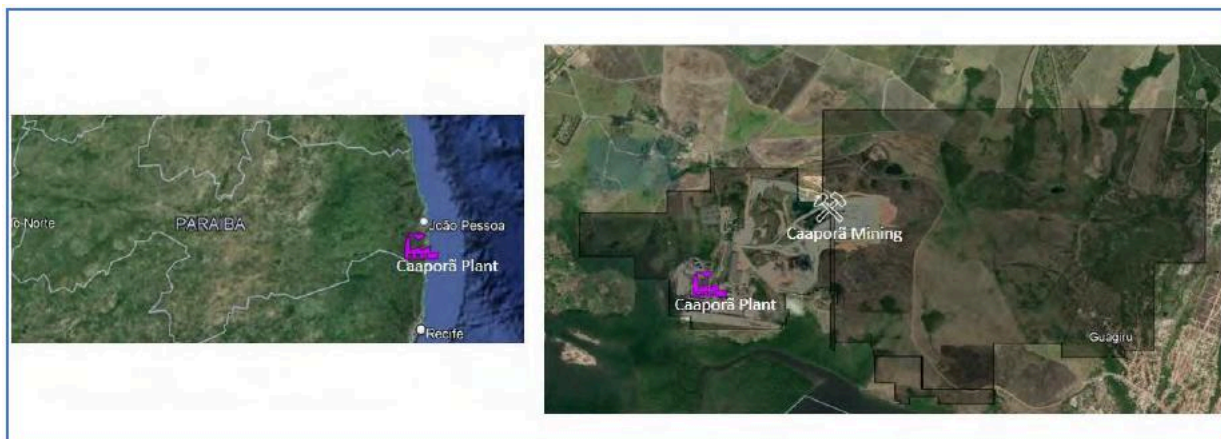 o-Norte
PARAIBA
João Pessoa
Caaporã Plant
Recife
Caaporã Mining
Caaporã Plant
Guagiru